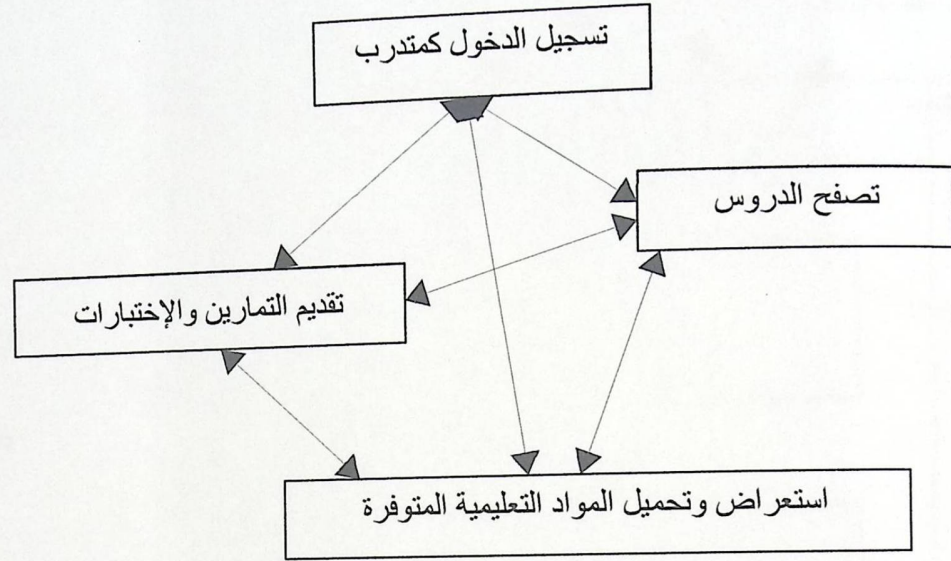 تسجيل الدخول كمتدرب
تصفح الدروس
تقديم التمارين والإختبارات
استعراض وتحميل المواد التعليمية المتوفرة